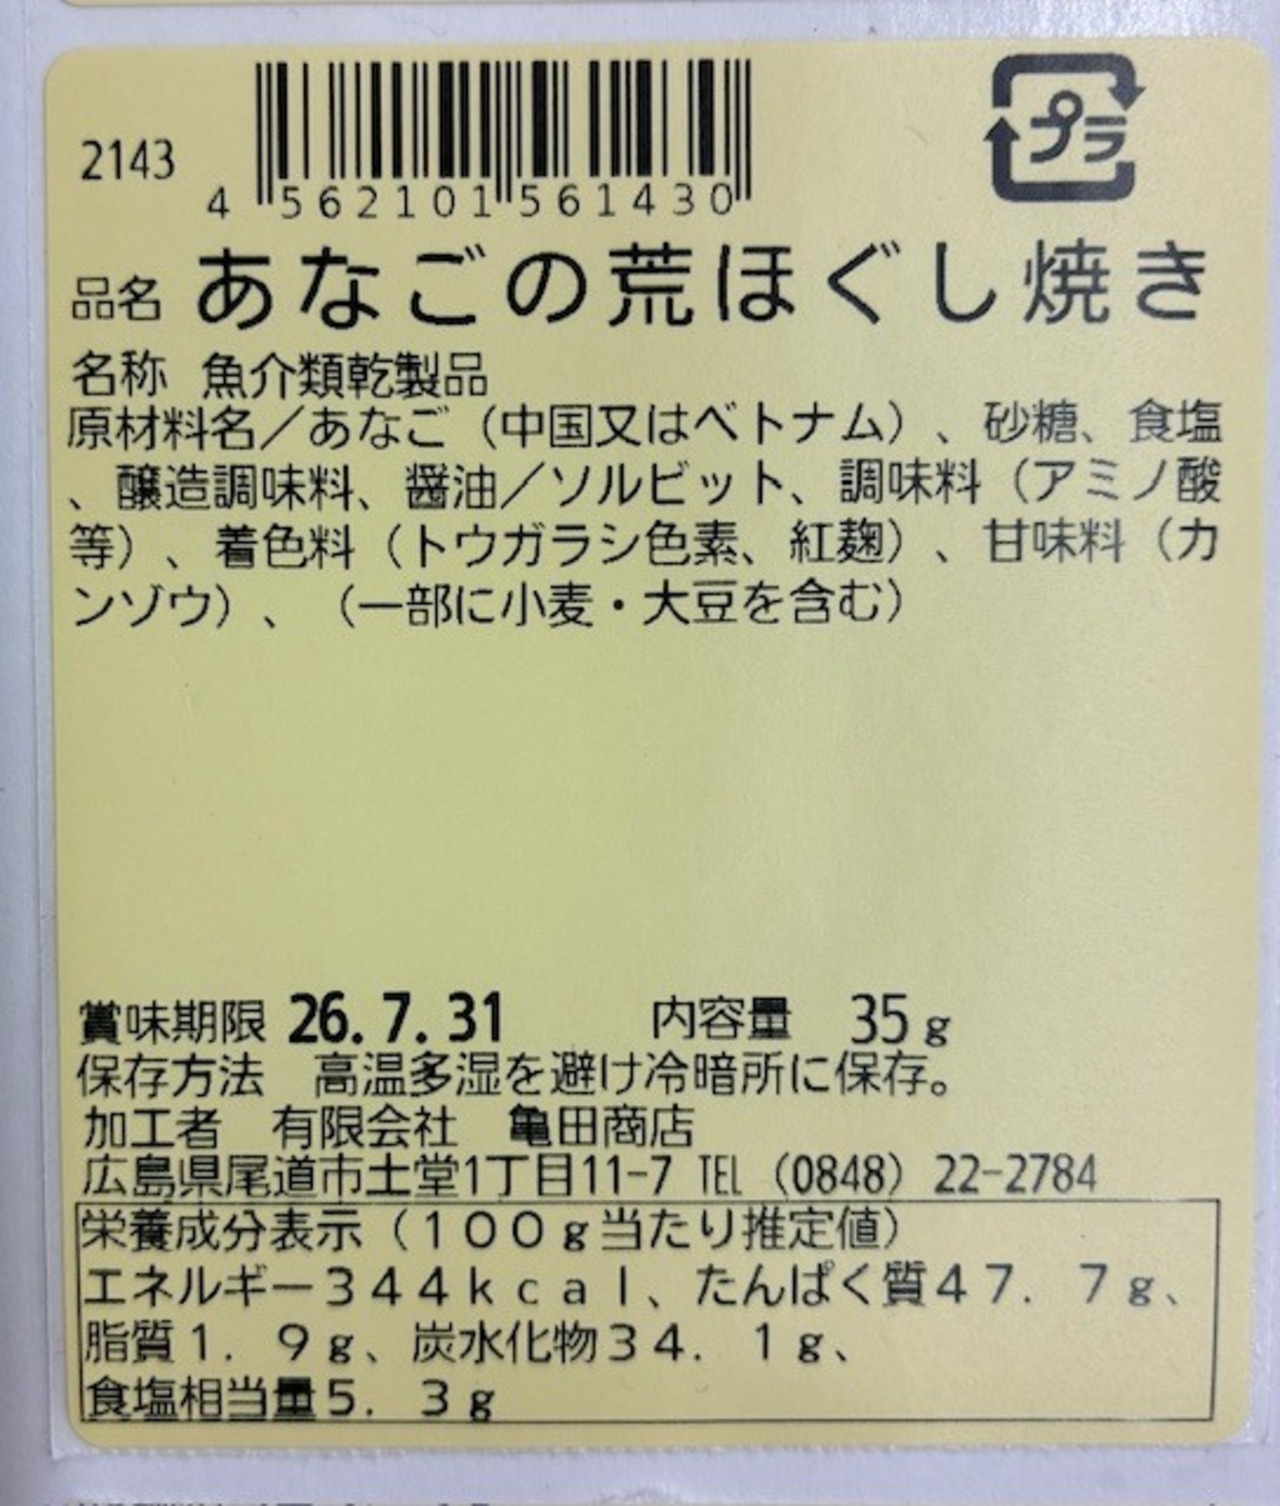 2143
4 562101 561430
プラ
品名 あなごの荒ほぐし焼き
名称 魚介類乾製品
原材料名／あなご（中国又はベトナム）、砂糖、食塩
、醸造調味料、醤油／ソルビット、調味料（アミノ酸
等）、着色料（トウガラシ色素、紅麹）、甘味料（カ
ンゾウ）、（一部に小麦・大豆を含む）
賞味期限 26.7.31 内容量 35g
保存方法 高温多湿を避け冷暗所に保存。
加工者 有限会社 亀田商店
広島県尾道市土堂1丁目11-7 TEL（0848）22-2784
栄養成分表示（１００ｇ当たり推定値）
エネルギー３４４ｋｃａｌ、たんぱく質４７．７ｇ、
脂質１．９ｇ、炭水化物３４．１ｇ、
食塩相当量５．３ｇ